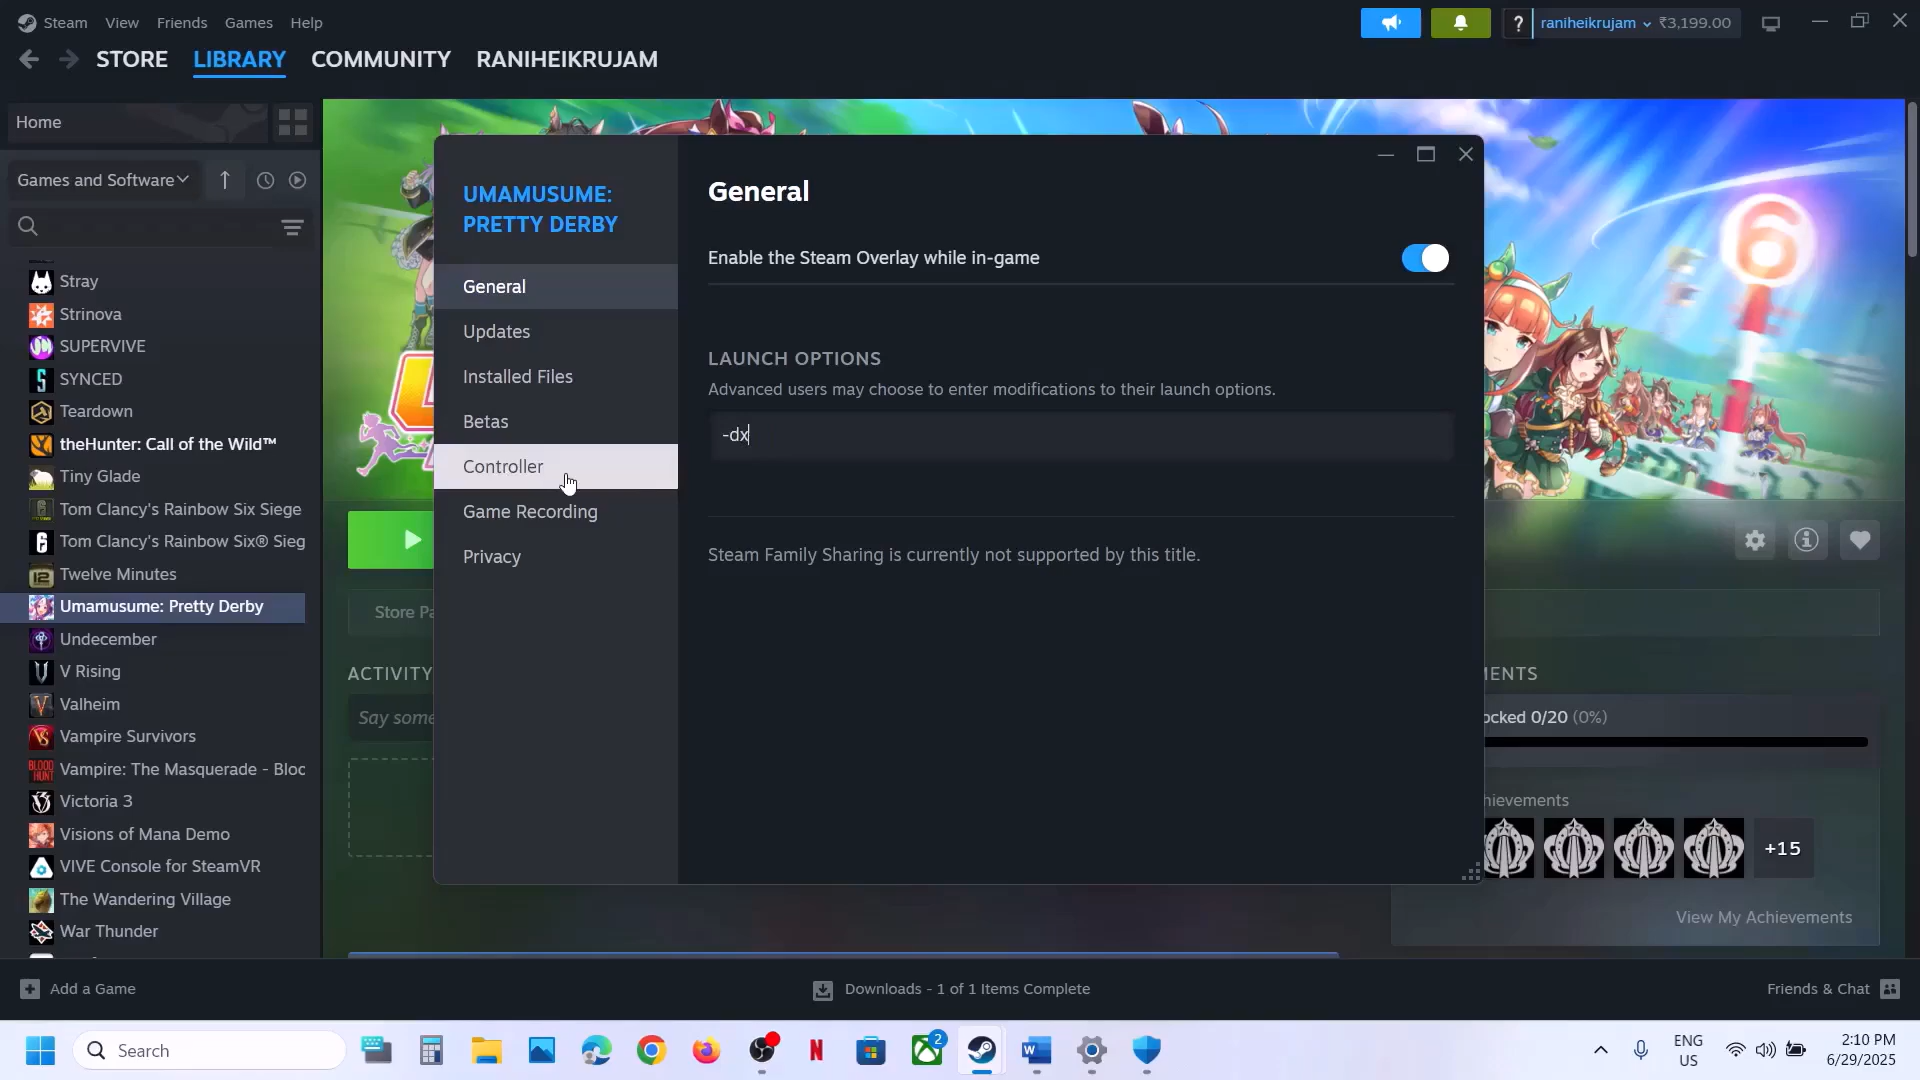 Steam View Friends Games Help
? raniheikrujam ₹3,199.00
STORE LIBRARY COMMUNITY RANIHEIKRUJAM
Home
Games and Software
Stray
Strinova
SUPERVIVE
SYNCED
Teardown
theHunter: Call of the Wild™
Tiny Glade
Tom Clancy's Rainbow Six Siege
Tom Clancy's Rainbow Six® Sieg
Twelve Minutes
Umamusume: Pretty Derby
Undecember
V Rising
Valheim
Vampire Survivors
Vampire: The Masquerade - Bloo
Victoria 3
Visions of Mana Demo
VIVE Console for SteamVR
The Wandering Village
War Thunder
UMAMUSUME:
PRETTY DERBY
General
Updates
Installed Files
Betas
Controller
Game Recording
Privacy
General
Enable the Steam Overlay while in-game
LAUNCH OPTIONS
Advanced users may choose to enter modifications to their launch options.
-dx
Steam Family Sharing is currently not supported by this title.
6
Store Pa
ACTIVITY
Say some
MENTS
ocked 0/20 (0%)
hievements
+15
View My Achievements
Add a Game
Downloads - 1 of 1 Items Complete
Friends & Chat
Search
2
ENG
US
2:10 PM
6/29/2025